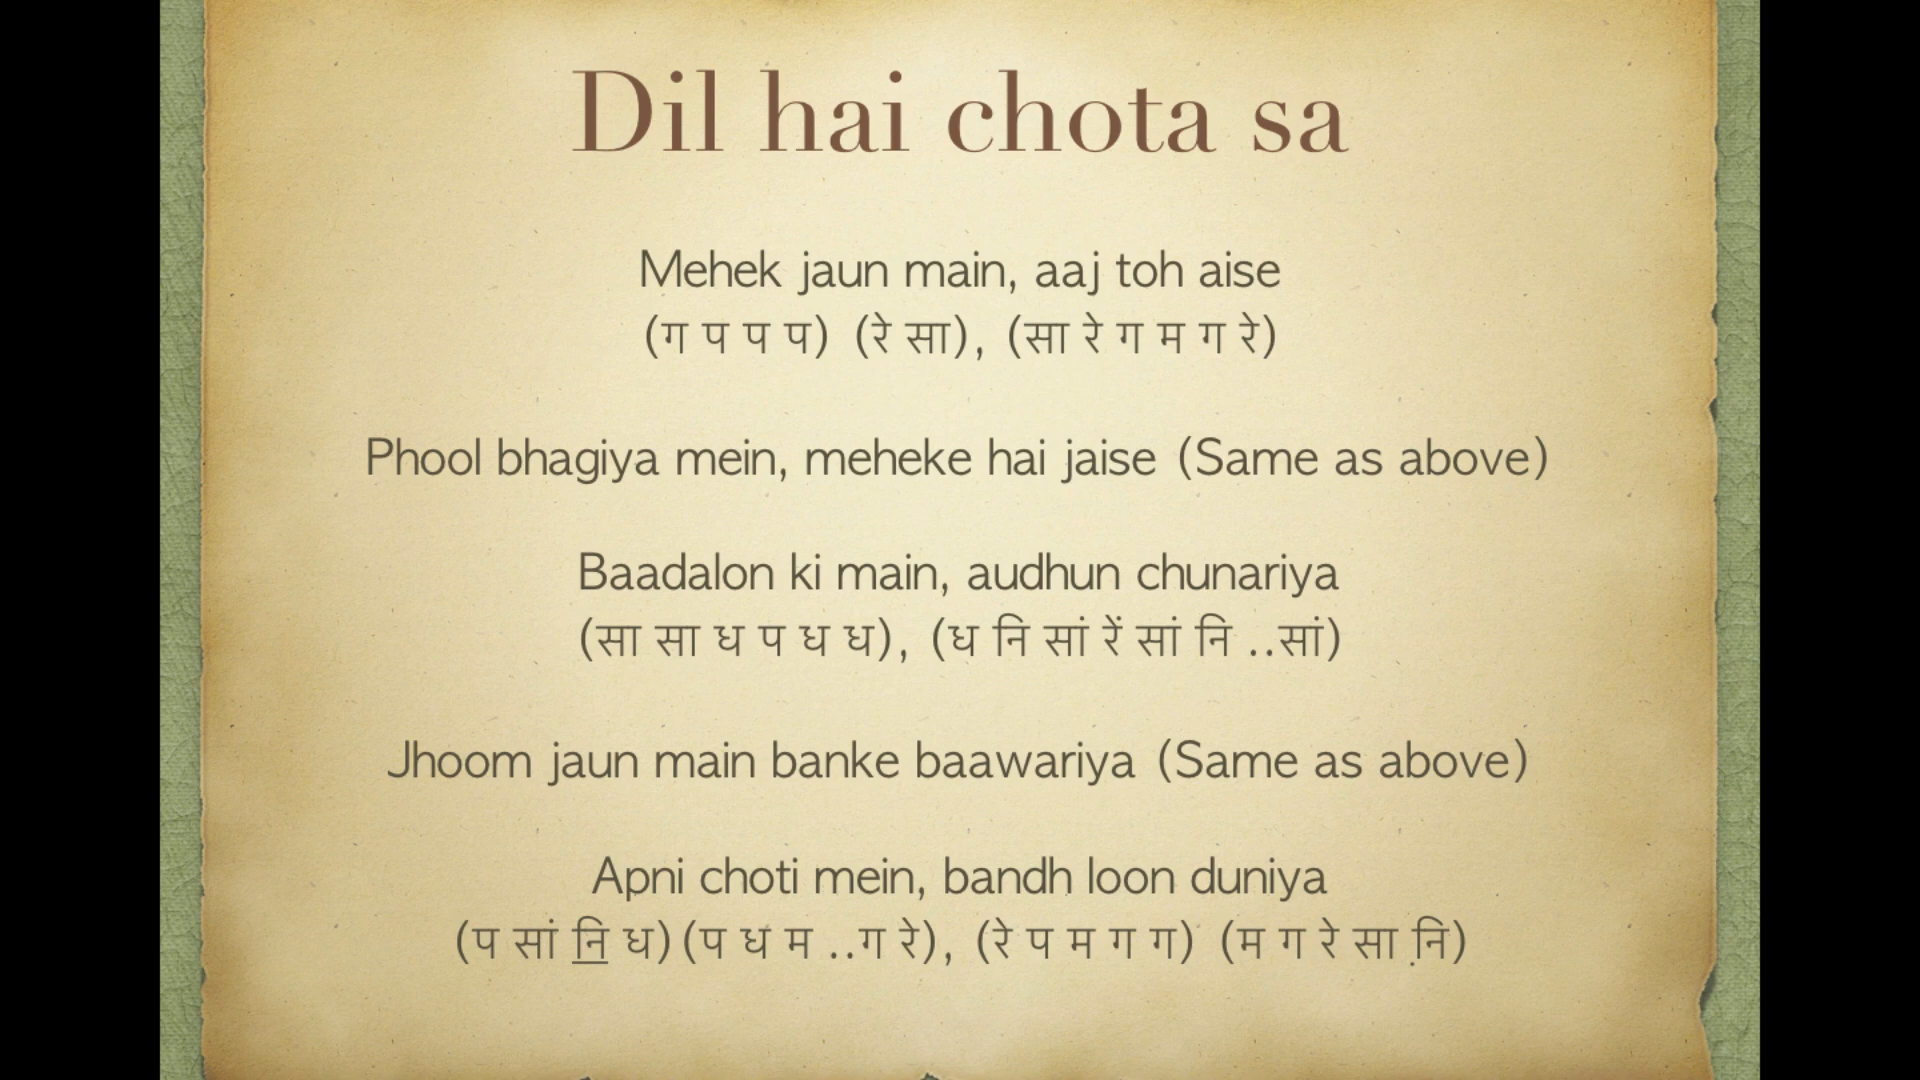 Dil hai chota sa
Mehek jaun main, aaj toh aise
(ग प प प) (रे सा), (सा रे ग म ग रे)
Phool bhagiya mein, meheke hai jaise (Same as above)
Baadalon ki main, audhun chunariya
(सा सा ध प ध ध), (ध नि सां रें सां नि ..सां)
Jhoom jaun main banke baawariya (Same as above)
Apni choti mein, bandh loon duniya
(प सां नि॒ ध)(प ध म ..ग रे), (रे प म ग ग) (म ग रे सा .नि)